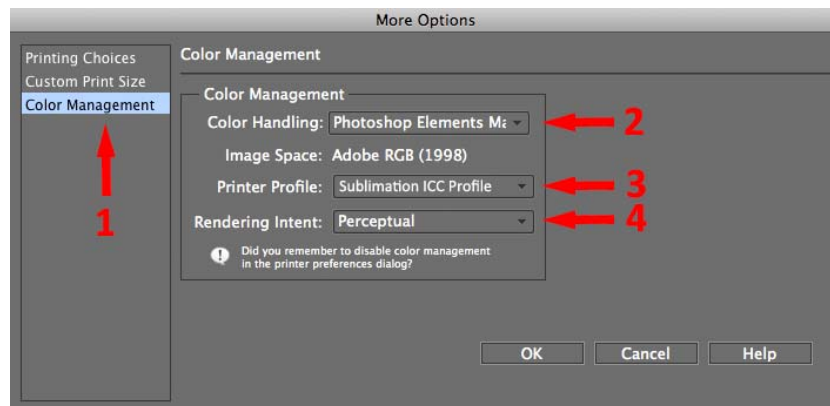 More Options
Printing Choices
Custom Print Size
Color Management
1
Color Management
Color Management
Color Handling: Photoshop Elements Ma
2
Image Space: Adobe RGB (1998)
Printer Profile: Sublimation ICC Profile
3
Rendering Intent: Perceptual
4
Did you remember to disable color management
in the printer preferences dialog?
OK Cancel Help